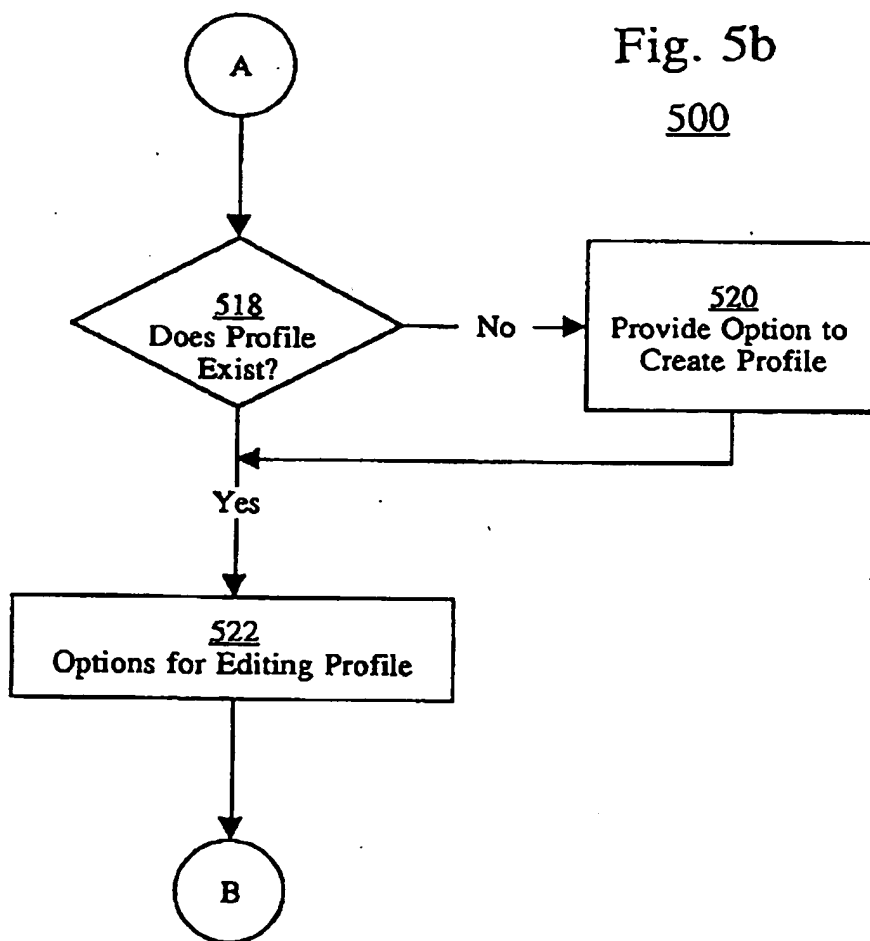 A
Fig. 5b
500
518
Does Profile
Exist?
No
520
Provide Option to
Create Profile
Yes
522
Options for Editing Profile
B